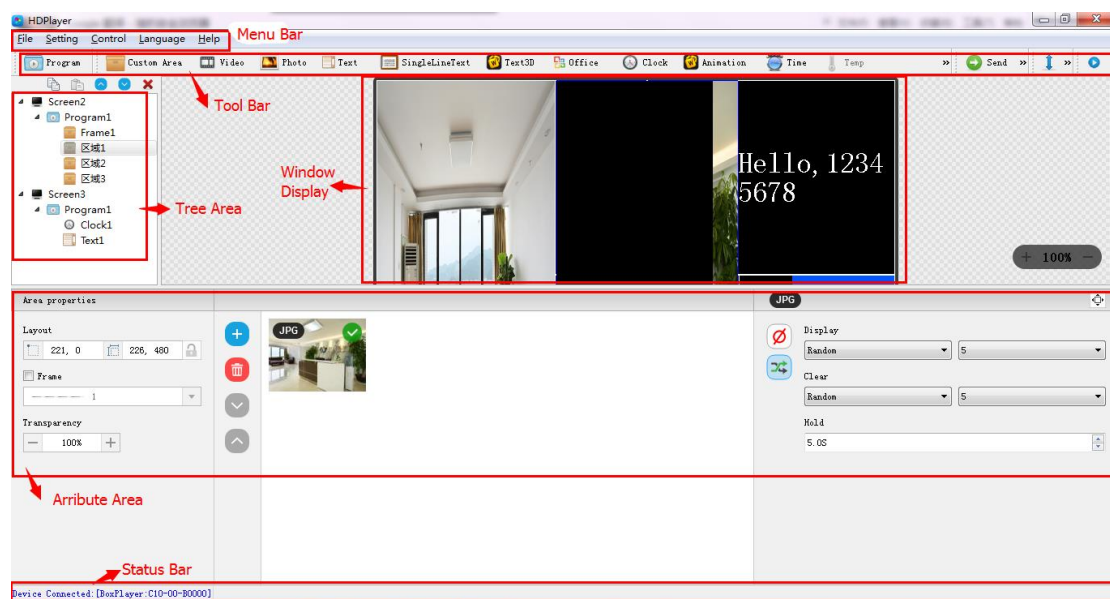 HDPlayer
File Setting Control Language Help
Menu Bar
Program Custom Area Video Photo Text SingleLineText Text3D Office Clock Animation Time Temp » Send » »
Tool Bar
Screen2
Program1
Frame1
区域1
区域2
区域3
Screen3
Program1
Clock1
Text1
Tree Area
Window
Display
Hello, 1234
5678
+ 100% -
Area properties
JPG
Layout
221, 0 226, 480
Frame
1
Transparency
- 100% +
JPG
Display
Random 5
Clear
Random 5
Hold
5.0S
Arribute Area
Status Bar
Device Connected:[BoxPlayer:C10-00-B0000]